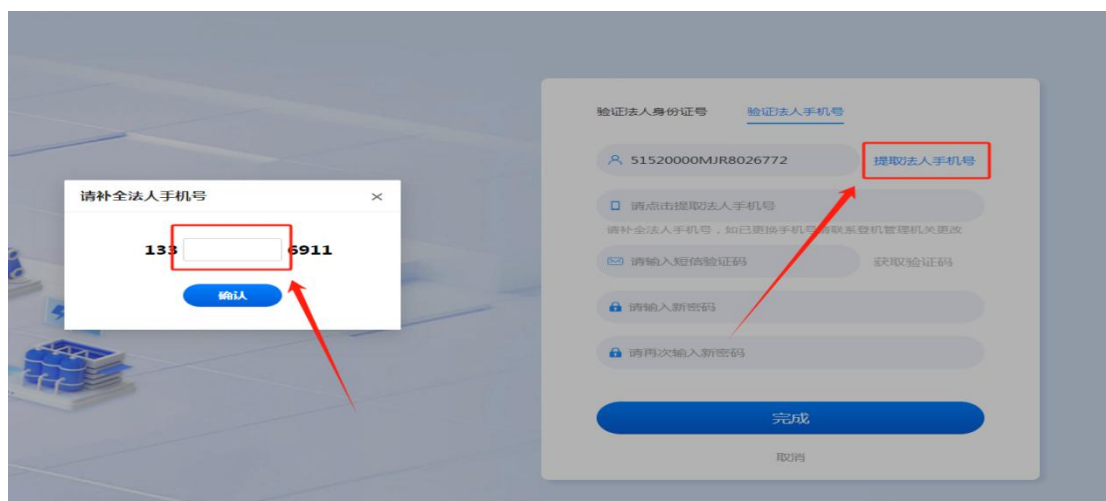 请补全法人手机号
133 6911
确认
验证法人身份证号 验证法人手机号
51520000MJR8026772 提取法人手机号
请点击提取法人手机号
请补全法人手机号，如已更换手机号请联系登机管理机关更改
请输入短信验证码 获取验证码
请输入新密码
请再次输入新密码
完成
取消